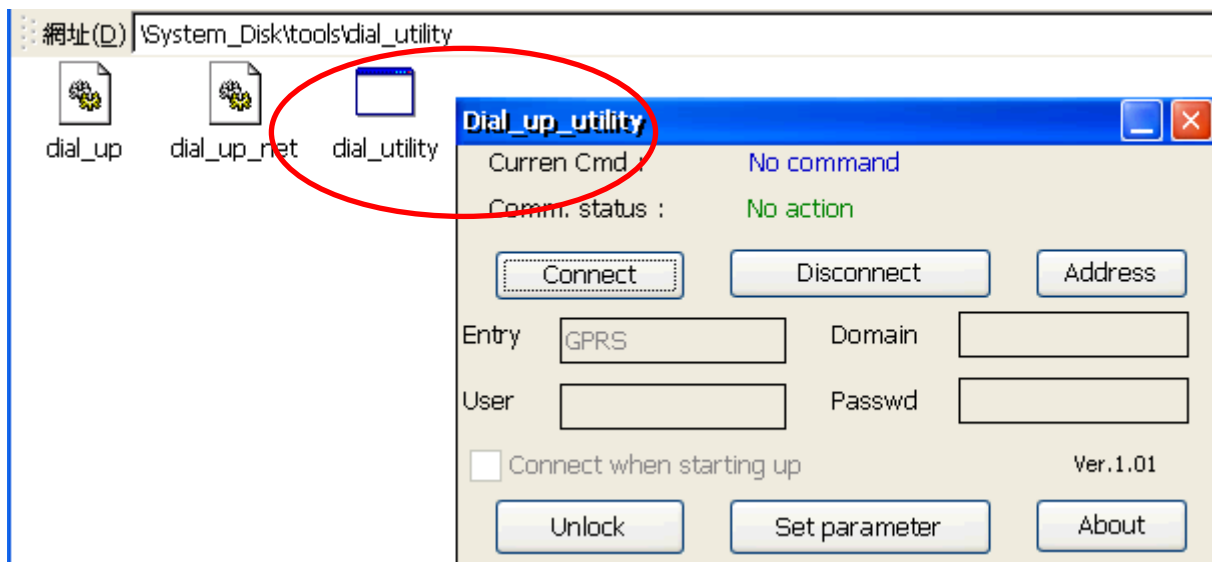 網址(D) \System_Disk\tools\dial_utility
dial_up dial_up_net dial_utility
Dial_up_utility
Curren Cmd : No command
Comm. status : No action
Connect Disconnect Address
Entry GPRS Domain
User Passwd
Connect when starting up Ver.1.01
Unlock Set parameter About